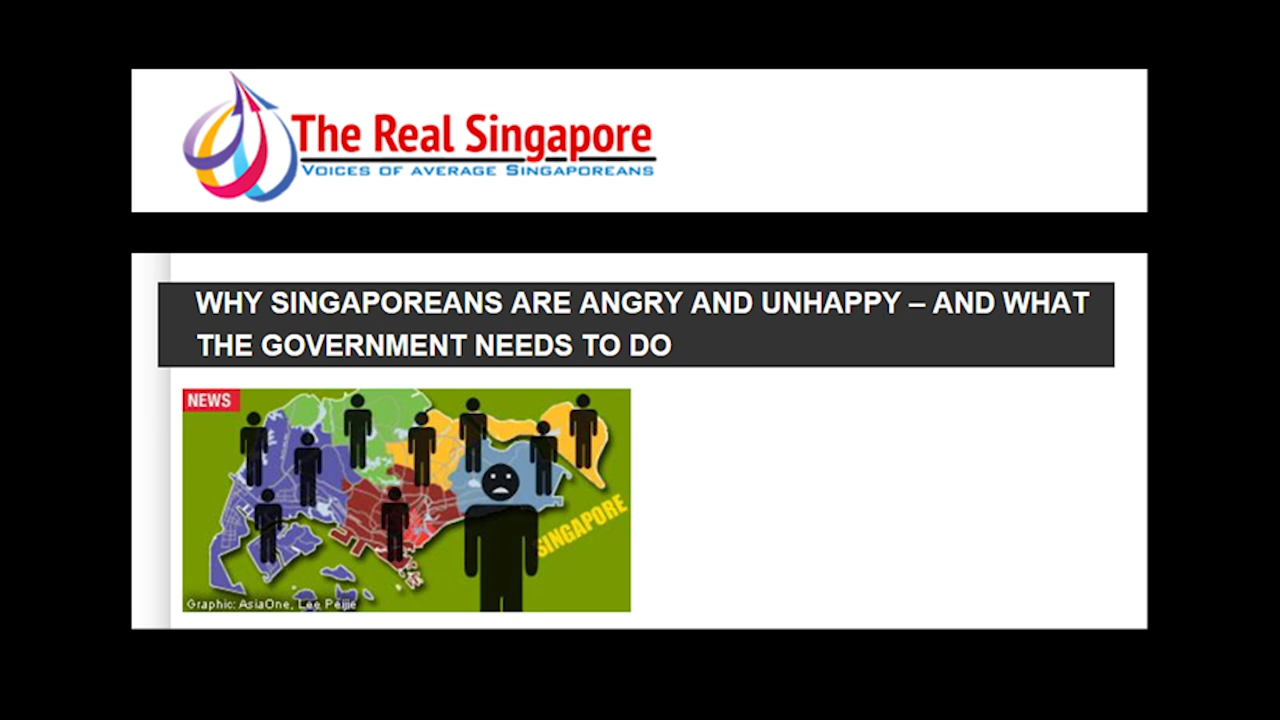 The Real Singapore
VOICES OF AVERAGE SINGAPOREANS
WHY SINGAPOREANS ARE ANGRY AND UNHAPPY – AND WHAT
THE GOVERNMENT NEEDS TO DO
NEWS
SINGAPORE
Graphic: AsiaOne, Lee Peijie